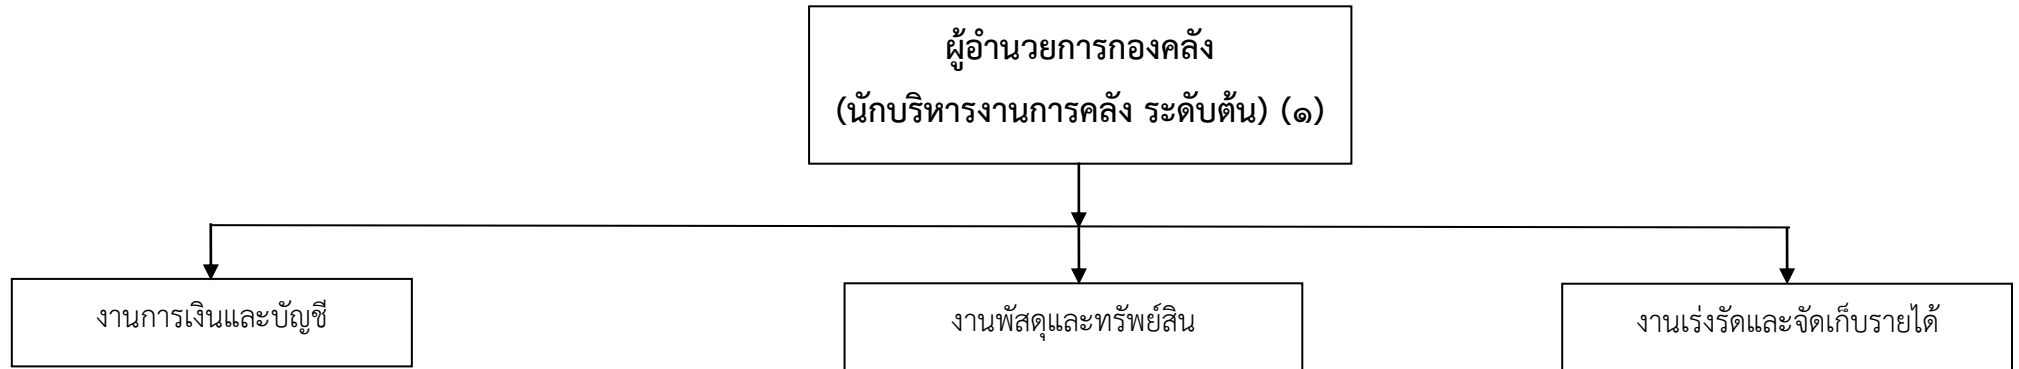 ผู้อำนวยการกองคลัง
(นักบริหารงานการคลัง ระดับต้น) (๑)
งานการเงินและบัญชี
งานพัสดุและทรัพย์สิน
งานเร่งรัดและจัดเก็บรายได้